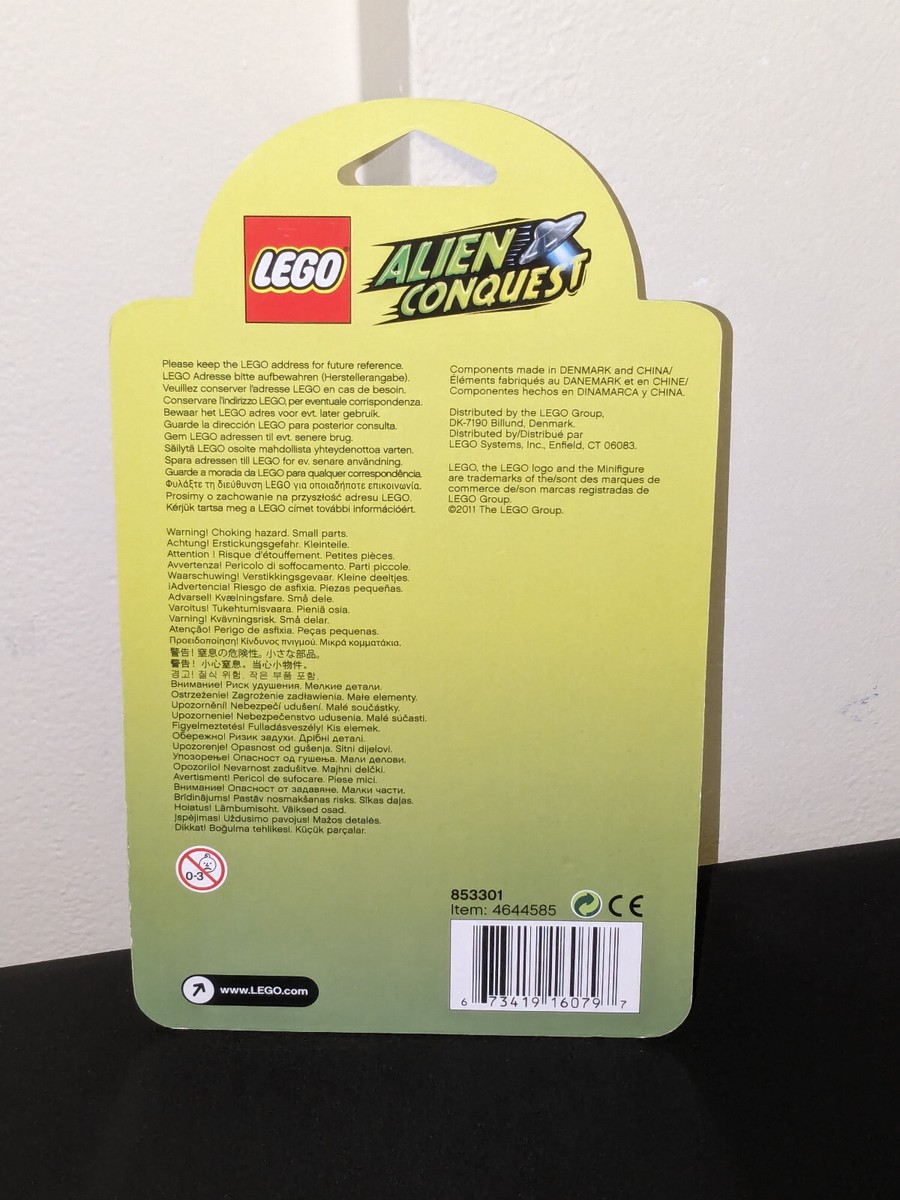 LEGO
ALIEN
CONQUEST
Please keep the LEGO address for future reference.
LEGO Adresse bitte aufbewahren (Herstellerangabe).
Veuillez conserver l'adresse LEGO en cas de besoin.
Conservare l'indirizzo LEGO, per eventuale corrispondenza.
Bewaar het LEGO adres voor evt. later gebruik.
Guarde la dirección LEGO para posterior consulta.
Gem LEGO adressen til evt. senere brug.
Säilytä LEGO osoite mahdollista yhteydenottoa varten.
Spara adressen till LEGO for ev. senare användning.
Guarde a morada da LEGO para qualquer correspondência.
Φυλάξτε τη διεύθυνση LEGO για οποιαδήποτε επικοινωνία.
Prosimy o zachowanie na przyszłość adresu LEGO.
Kérjük tartsa meg a LEGO címet további információért.
Warning! Choking hazard. Small parts.
Achtung! Erstickungsgefahr. Kleinteile.
Attention ! Risque d'étouffement. Petites pièces.
Avvertenza! Pericolo di soffocamento. Parti piccole.
Waarschuwing! Verstikkingsgevaar. Kleine deeltjes.
¡Advertencia! Riesgo de asfixia. Piezas pequeñas.
Advarsel! Kvælningsfare. Små dele.
Varoitus! Tukehtumisvaara. Pieniä osia.
Varning! Kvävningsrisk. Små delar.
Atenção! Perigo de asfixia. Peças pequenas.
Προειδοποίηση! Κίνδυνος πνιγμού. Μικρά κομματάκια.
警告! 窒息の危険性。小さな部品。
警告! 小心窒息。当心小物件。
경고! 질식 위험. 작은 부품 포함.
Внимание! Риск удушения. Мелкие детали.
Ostrzeżenie! Zagrożenie zadławienia. Małe elementy.
Upozornění! Nebezpečí udušení. Malé součástky.
Upozornenie! Nebezpečenstvo udusenia. Malé súčasti.
Figyelmeztetés! Fulladásveszély! Kis elemek.
Обережно! Ризик задухи. Дрібні деталі.
Upozorenje! Opasnost od gušenja. Sitni dijelovi.
Упозорење! Опасност од гушења. Мали делови.
Opozorilo! Nevarnost zadušitve. Majhni delčki.
Avertisment! Pericol de sufocare. Piese mici.
Внимание! Опасност от задавяне. Малки части.
Brīdinājums! Pastāv nosmakšanas risks. Sīkas daļas.
Hoiatus! Lämbumisoht. Väiksed osad.
Įspėjimas! Uždusimo pavojus! Mažos detalės.
Dikkat! Boğulma tehlikesi. Küçük parçalar.
0-3
www.LEGO.com
Components made in DENMARK and CHINA/
Éléments fabriqués au DANEMARK et en CHINE/
Componentes hechos en DINAMARCA y CHINA.
Distributed by the LEGO Group,
DK-7190 Billund, Denmark.
Distributed by/Distribué par
LEGO Systems, Inc., Enfield, CT 06083.
LEGO, the LEGO logo and the Minifigure
are trademarks of the/sont des marques de
commerce de/son marcas registradas de
LEGO Group.
©2011 The LEGO Group.
853301
Item: 4644585
CE
6 73419 16079 7